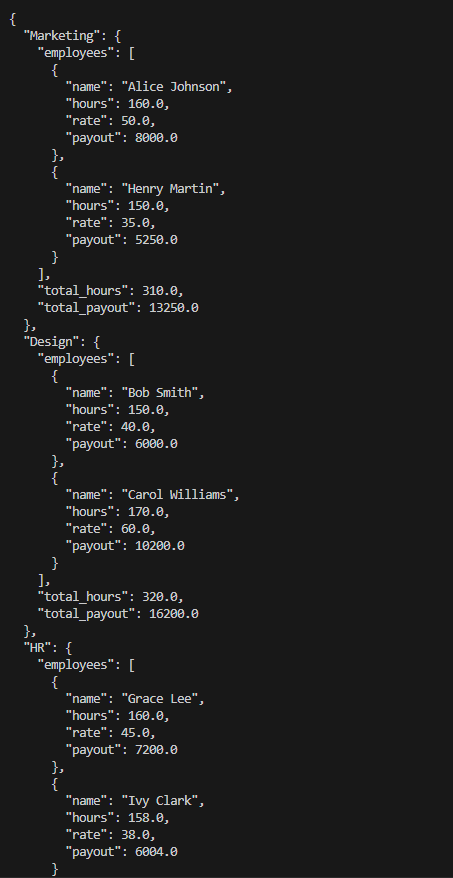 {
  "Marketing": {
    "employees": [
      {
        "name": "Alice Johnson",
        "hours": 160.0,
        "rate": 50.0,
        "payout": 8000.0
      },
      {
        "name": "Henry Martin",
        "hours": 150.0,
        "rate": 35.0,
        "payout": 5250.0
      }
    ],
    "total_hours": 310.0,
    "total_payout": 13250.0
  },
  "Design": {
    "employees": [
      {
        "name": "Bob Smith",
        "hours": 150.0,
        "rate": 40.0,
        "payout": 6000.0
      },
      {
        "name": "Carol Williams",
        "hours": 170.0,
        "rate": 60.0,
        "payout": 10200.0
      }
    ],
    "total_hours": 320.0,
    "total_payout": 16200.0
  },
  "HR": {
    "employees": [
      {
        "name": "Grace Lee",
        "hours": 160.0,
        "rate": 45.0,
        "payout": 7200.0
      },
      {
        "name": "Ivy Clark",
        "hours": 158.0,
        "rate": 38.0,
        "payout": 6004.0
      }